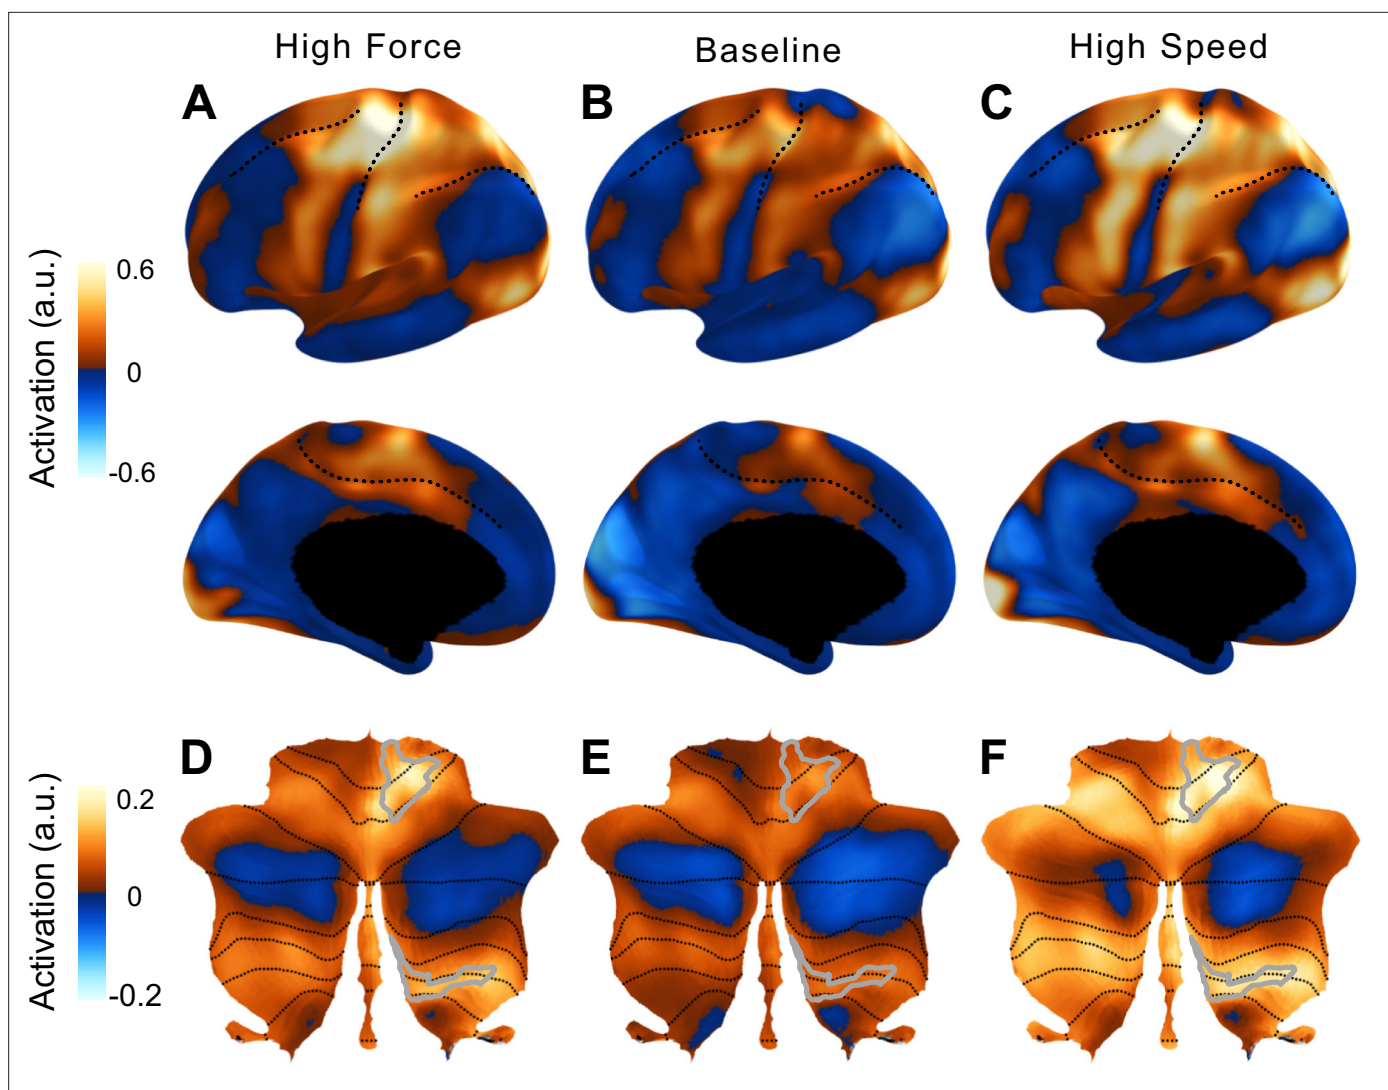 High Force
Baseline
High Speed
A
B
C
Activation (a.u.)
0.6
0
-0.6
D
E
F
Activation (a.u.)
0.2
0
-0.2